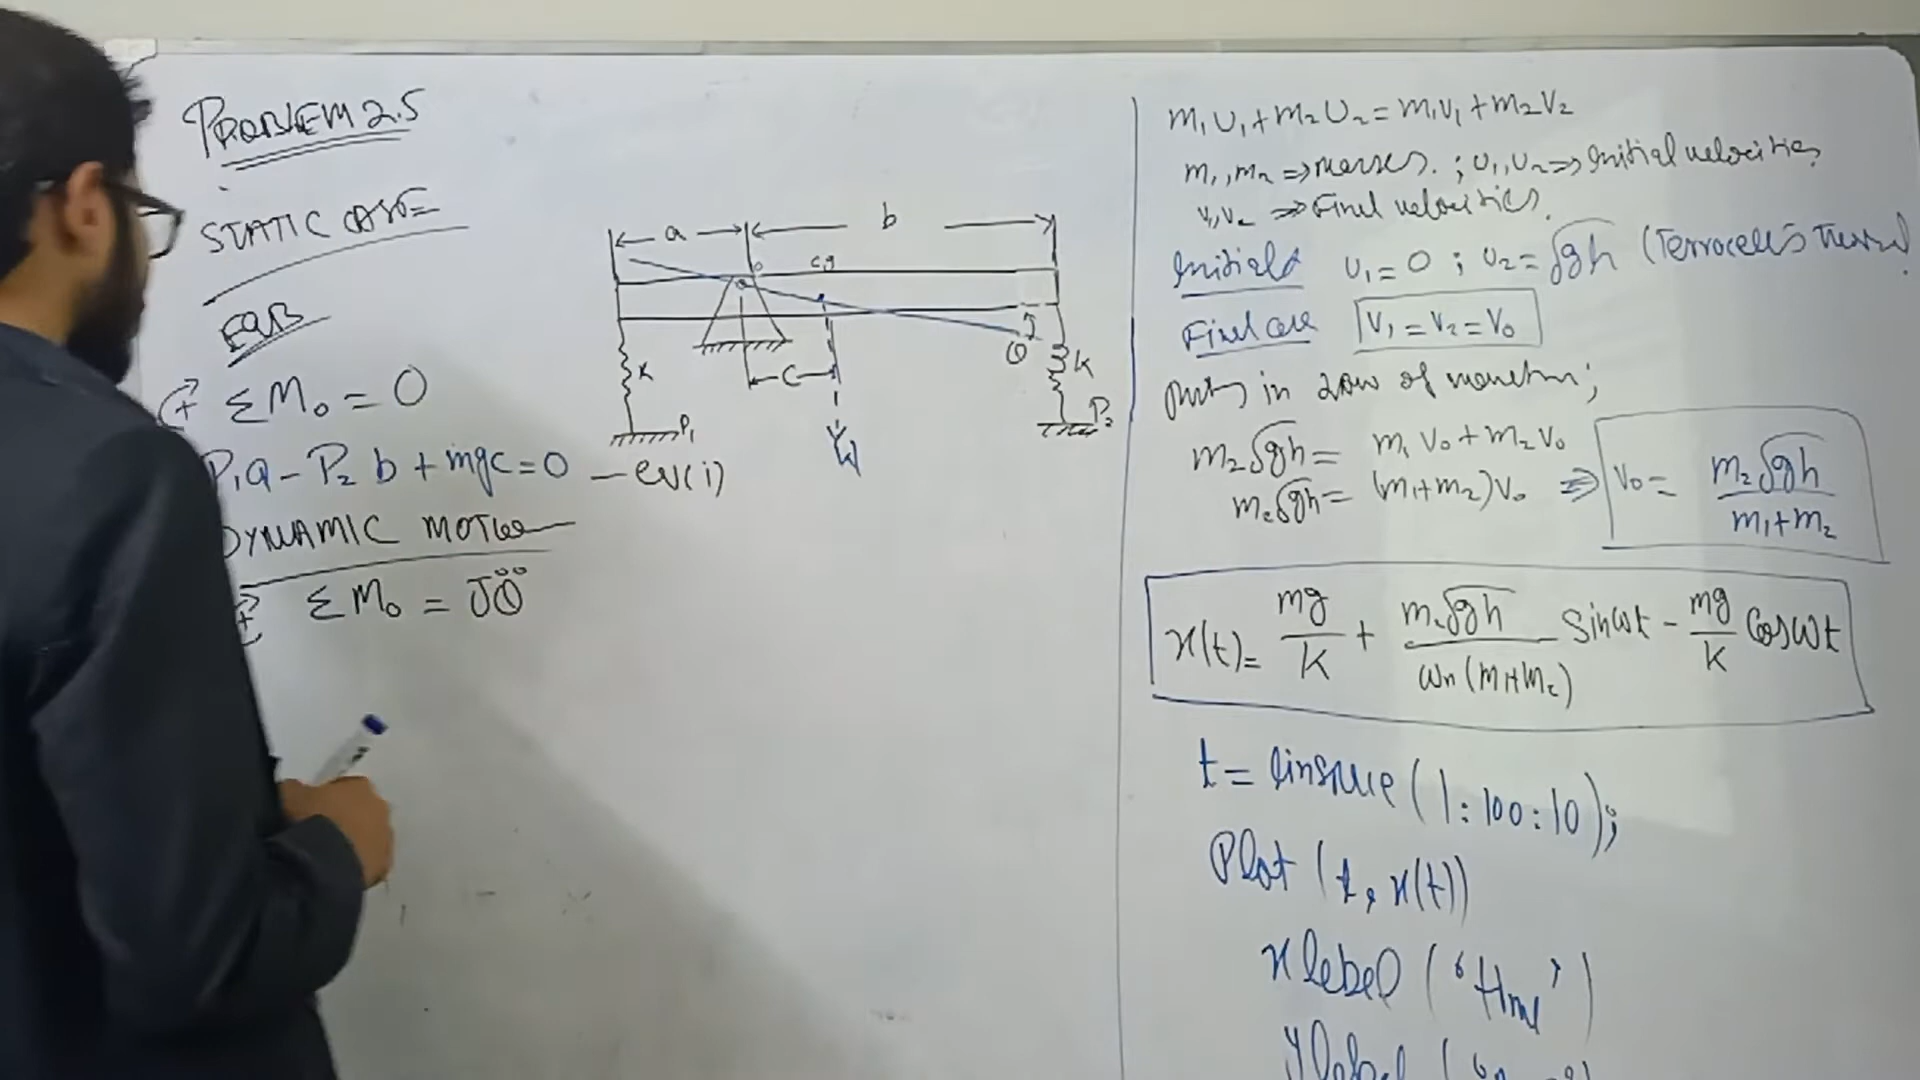 PROBLEM 2.5
STATIC CASE
EQB
+ ΣM₀ = 0
P₁a - P₂ b + mgc = 0 — eq(i)
DYNAMIC MOTION
+ ΣM₀ = Jθ̈
a
b
o
c.g
θ
k
k
c
P₁
P₂
W
m₁U₁ + m₂U₂ = m₁V₁ + m₂V₂
m₁, m₂ => masses. ; U₁, U₂ => Initial velocities
V₁, V₂ => Final velocities.
Initial U₁ = 0 ; U₂ = √gh
Final case V₁ = V₂ = V₀
in Law of
m₂√gh = m₁V₀ + m₂V₀
m₂√gh = (m₁+m₂)V₀ => V₀ = m₂√gh / m₁+m₂
x(t) = mg/k + m₂√gh / ωn(m₁+m₂) Sinωt - mg/k Cosωt
t = linspace (1:100:10);
Plot (t, x(t))
xlabel ('time')
ylabel (